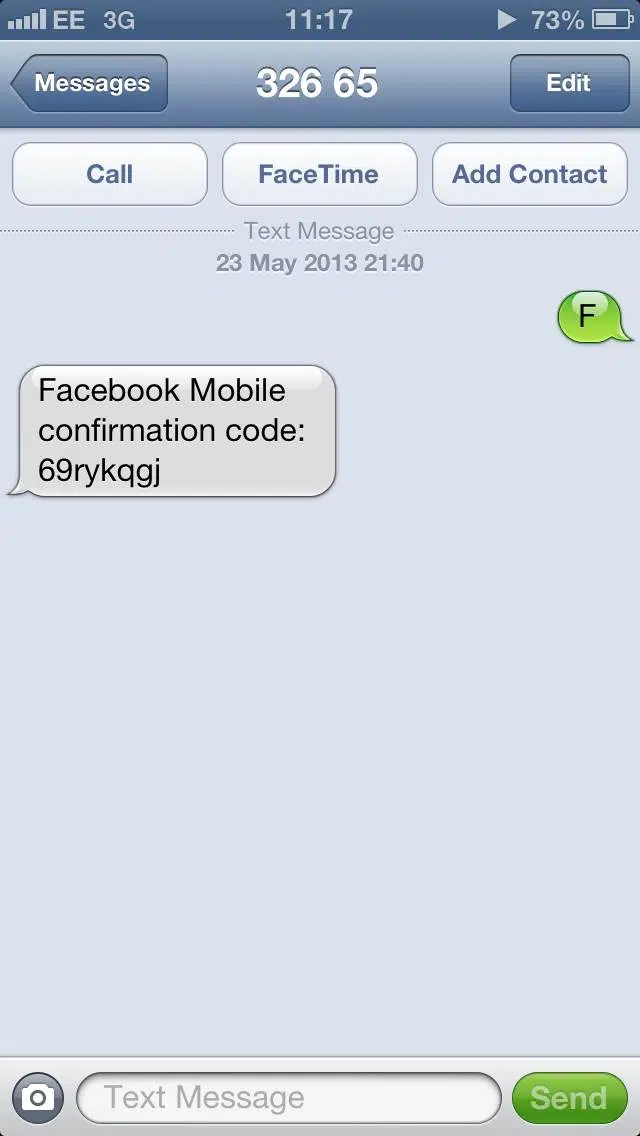 EE 3G 11:17 73%
Messages 326 65 Edit
Call FaceTime Add Contact
Text Message
23 May 2013 21:40
F
Facebook Mobile
confirmation code:
69rykqgj
Text Message Send